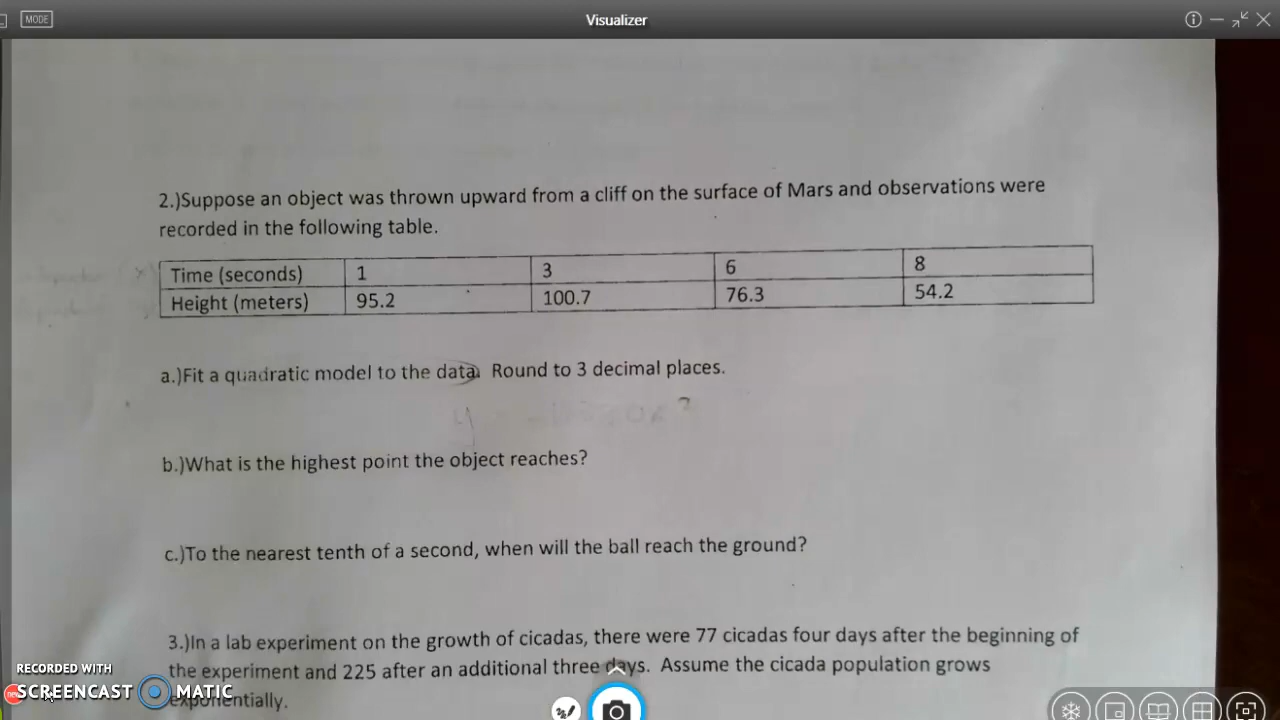 MODE
Visualizer
2.)Suppose an object was thrown upward from a cliff on the surface of Mars and observations were
recorded in the following table.
Time (seconds) 1 3 6 8
Height (meters) 95.2 100.7 76.3 54.2
a.)Fit a quadratic model to the data. Round to 3 decimal places.
b.)What is the highest point the object reaches?
c.)To the nearest tenth of a second, when will the ball reach the ground?
3.)In a lab experiment on the growth of cicadas, there were 77 cicadas four days after the beginning of
the experiment and 225 after an additional three days. Assume the cicada population grows
exponentially.
RECORDED WITH
SCREENCAST MATIC